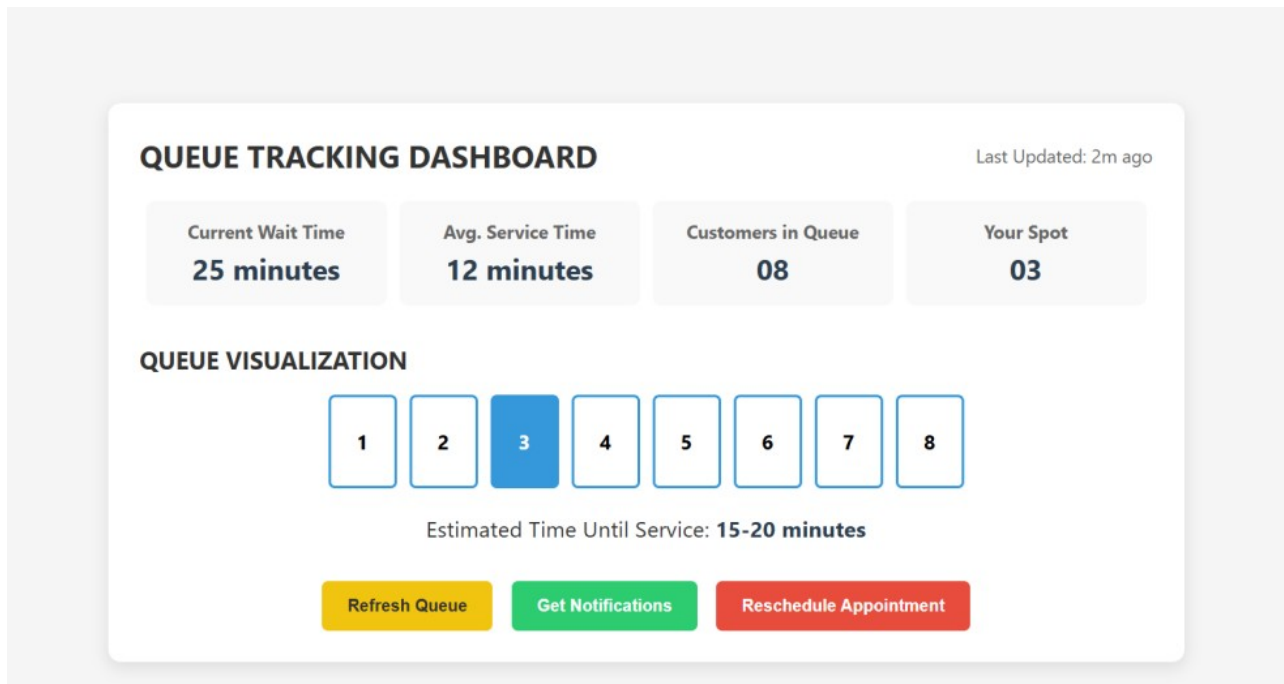 QUEUE TRACKING DASHBOARD
Last Updated: 2m ago
Current Wait Time
25 minutes
Avg. Service Time
12 minutes
Customers in Queue
08
Your Spot
03
QUEUE VISUALIZATION
1 2 3 4 5 6 7 8
Estimated Time Until Service: 15-20 minutes
Refresh Queue
Get Notifications
Reschedule Appointment